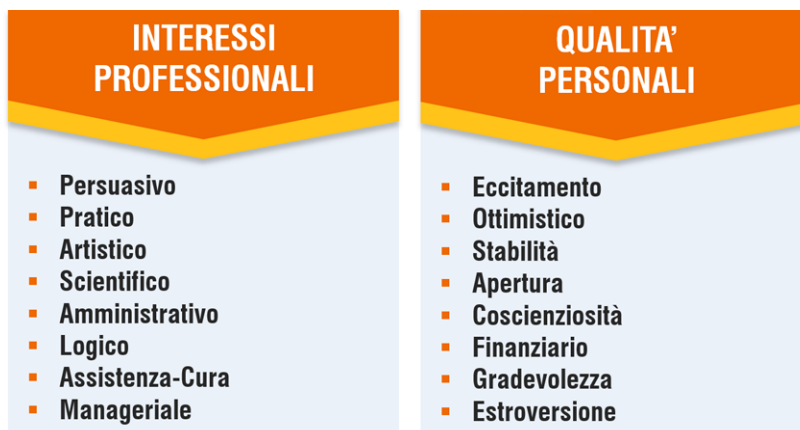 INTERESSI
PROFESSIONALI
▪ Persuasivo
▪ Pratico
▪ Artistico
▪ Scientifico
▪ Amministrativo
▪ Logico
▪ Assistenza-Cura
▪ Manageriale
QUALITA’
PERSONALI
▪ Eccitamento
▪ Ottimistico
▪ Stabilità
▪ Apertura
▪ Coscienziosità
▪ Finanziario
▪ Gradevolezza
▪ Estroversione